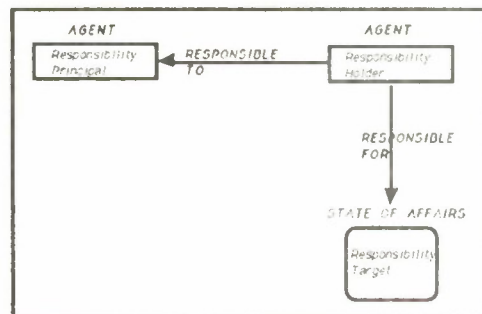 AGENT
AGENT
Responsibility
Principal
RESPONSIBLE
TO
Responsibility
Holder
RESPONSIBLE
FOR
STATE OF AFFAIRS
Responsibility
Target